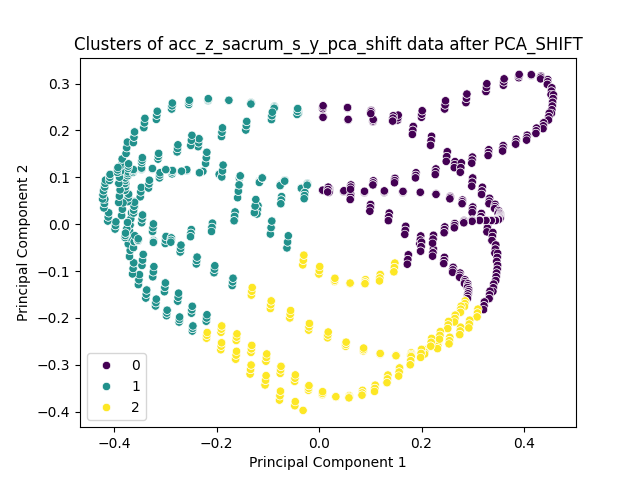 Clusters of acc_z_sacrum_s_y_pca_shift data after PCA_SHIFT
Principal Component 2
0.3
0.2
0.1
0.0
−0.1
−0.2
−0.3
−0.4
0
1
2
−0.4 −0.2 0.0 0.2 0.4
Principal Component 1